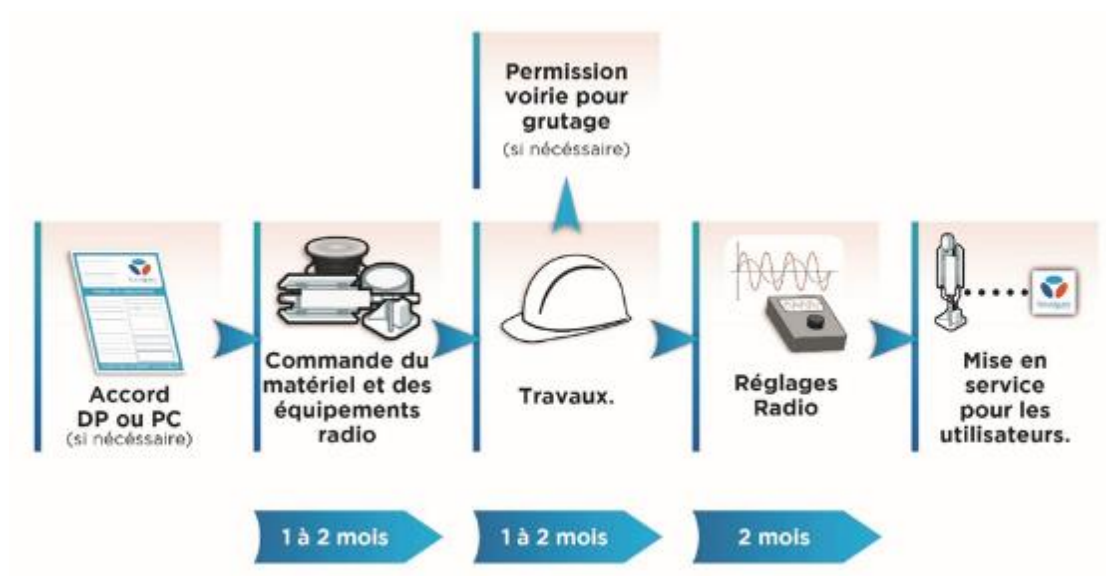 Permission
voirie pour
grutage
(si nécéssaire)
Accord
DP ou PC
(si nécéssaire)
Commande du
matériel et des
équipements
radio
Travaux.
Réglages
Radio
Mise en
service
pour les
utilisateurs.
1 à 2 mois
1 à 2 mois
2 mois